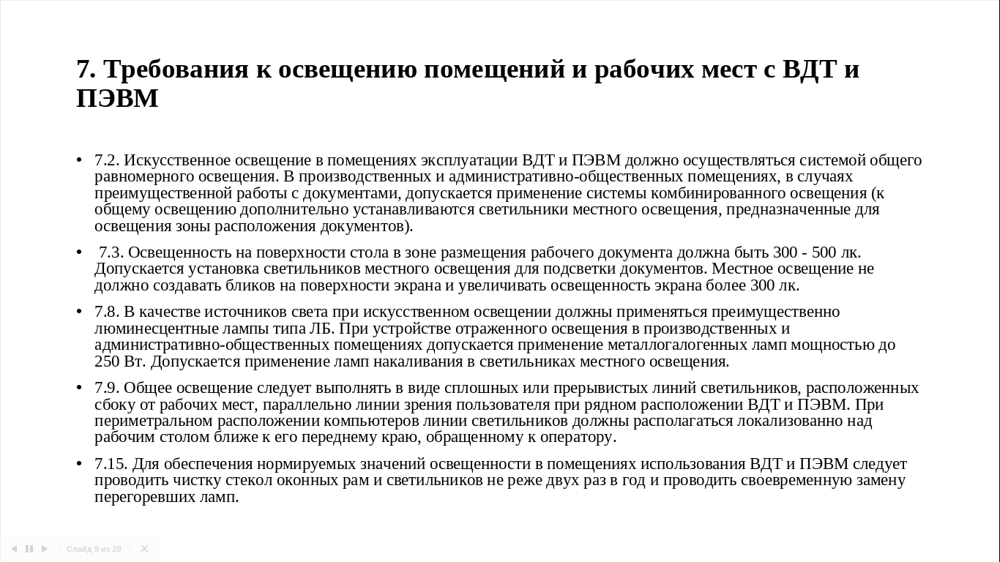 7. Требования к освещению помещений и рабочих мест с ВДТ и
ПЭВМ
• 7.2. Искусственное освещение в помещениях эксплуатации ВДТ и ПЭВМ должно осуществляться системой общего
равномерного освещения. В производственных и административно-общественных помещениях, в случаях
преимущественной работы с документами, допускается применение системы комбинированного освещения (к
общему освещению дополнительно устанавливаются светильники местного освещения, предназначенные для
освещения зоны расположения документов).
• 7.3. Освещенность на поверхности стола в зоне размещения рабочего документа должна быть 300 - 500 лк.
Допускается установка светильников местного освещения для подсветки документов. Местное освещение не
должно создавать бликов на поверхности экрана и увеличивать освещенность экрана более 300 лк.
• 7.8. В качестве источников света при искусственном освещении должны применяться преимущественно
люминесцентные лампы типа ЛБ. При устройстве отраженного освещения в производственных и
административно-общественных помещениях допускается применение металлогалогенных ламп мощностью до
250 Вт. Допускается применение ламп накаливания в светильниках местного освещения.
• 7.9. Общее освещение следует выполнять в виде сплошных или прерывистых линий светильников, расположенных
сбоку от рабочих мест, параллельно линии зрения пользователя при рядном расположении ВДТ и ПЭВМ. При
периметральном расположении компьютеров линии светильников должны располагаться локализованно над
рабочим столом ближе к его переднему краю, обращенному к оператору.
• 7.15. Для обеспечения нормируемых значений освещенности в помещениях использования ВДТ и ПЭВМ следует
проводить чистку стекол оконных рам и светильников не реже двух раз в год и проводить своевременную замену
перегоревших ламп.
Слайд 9 из 20